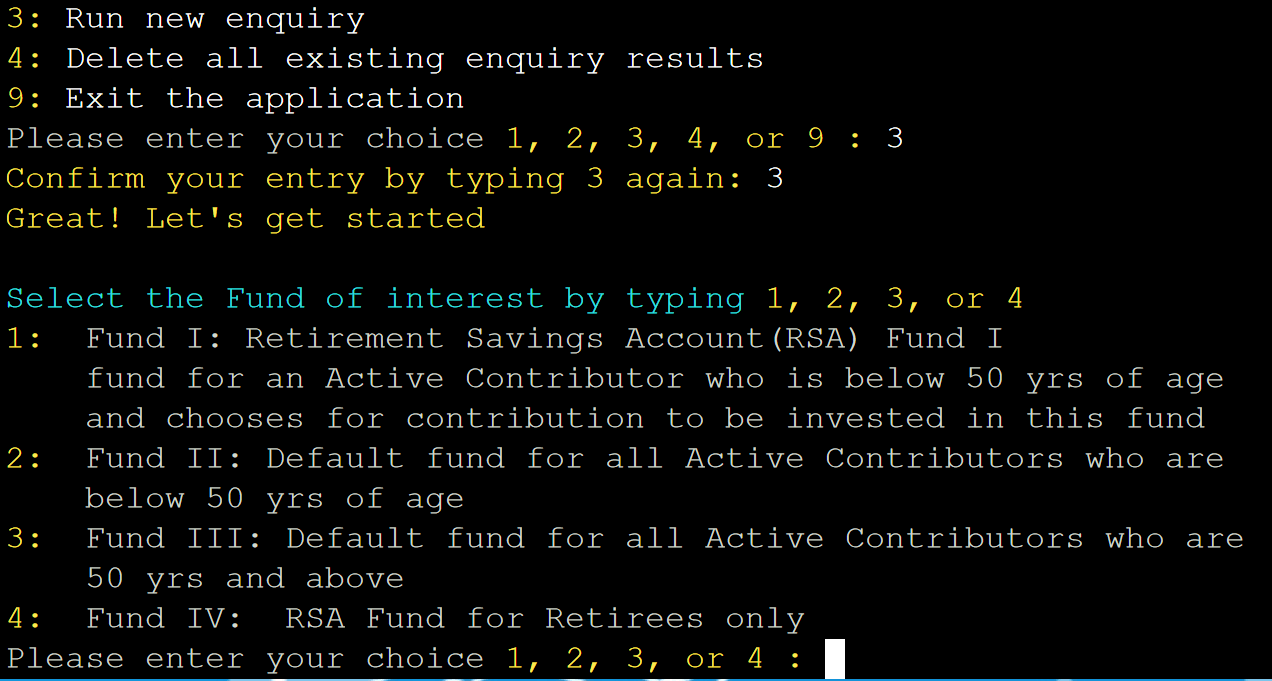 3: Run new enquiry
4: Delete all existing enquiry results
9: Exit the application
Please enter your choice 1, 2, 3, 4, or 9 : 3
Confirm your entry by typing 3 again: 3
Great! Let's get started
Select the Fund of interest by typing 1, 2, 3, or 4
1:  Fund I: Retirement Savings Account(RSA) Fund I
fund for an Active Contributor who is below 50 yrs of age
and chooses for contribution to be invested in this fund
2:  Fund II: Default fund for all Active Contributors who are
below 50 yrs of age
3:  Fund III: Default fund for all Active Contributors who are
50 yrs and above
4:  Fund IV:  RSA Fund for Retirees only
Please enter your choice 1, 2, 3, or 4 :